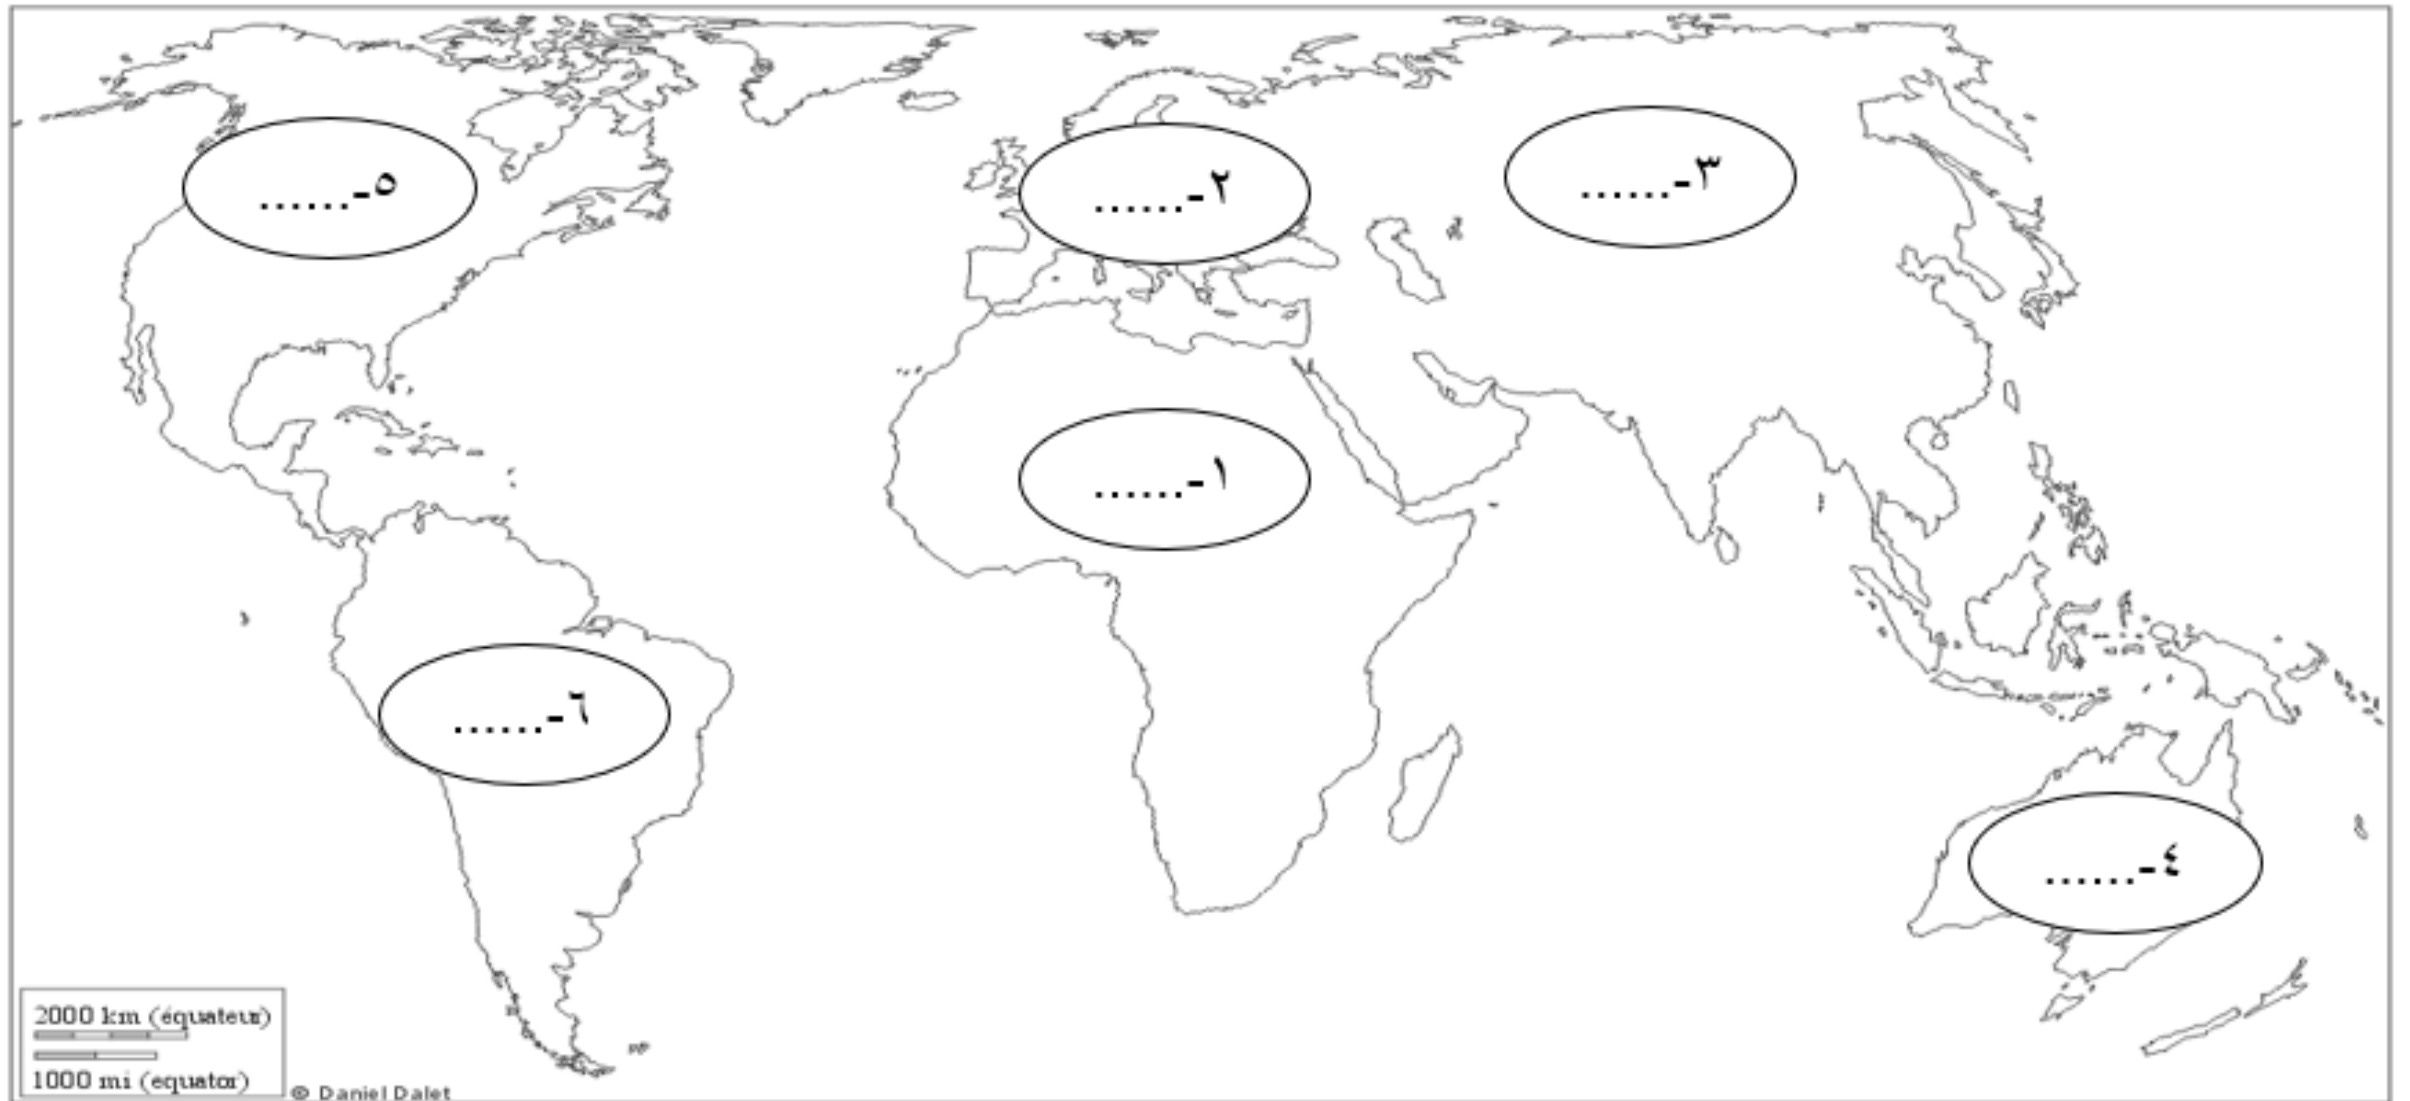 ٥-......
٢-......
٣-......
١-......
٦-......
٤-......
2000 km (équateur)
1000 mi (equator)
© Daniel Dalet